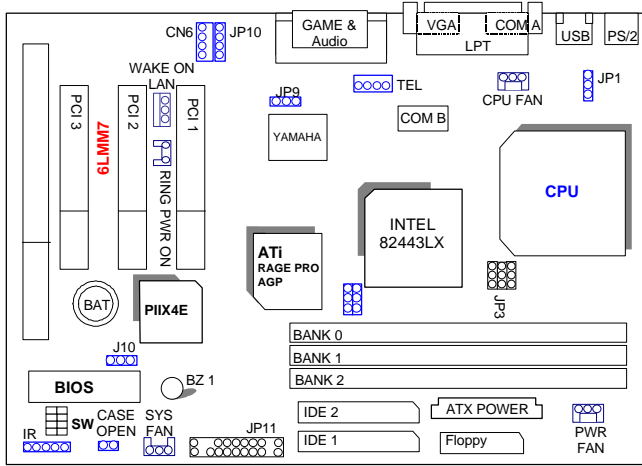 CN6
JP10
GAME &
Audio
VGA
COM A
LPT
USB
PS/2
WAKE ON
LAN
JP9
TEL
CPU FAN
JP1
PCI 3
6LMM7
PCI 2
PCI 1
RING PWR ON
YAMAHA
COM B
CPU
INTEL
82443LX
ATi
RAGE PRO
AGP
BAT
PIIX4E
JP3
J10
BANK 0
BANK 1
BANK 2
BIOS
BZ 1
SW
CASE
OPEN
SYS
FAN
IR
JP11
IDE 2
IDE 1
ATX POWER
Floppy
PWR
FAN